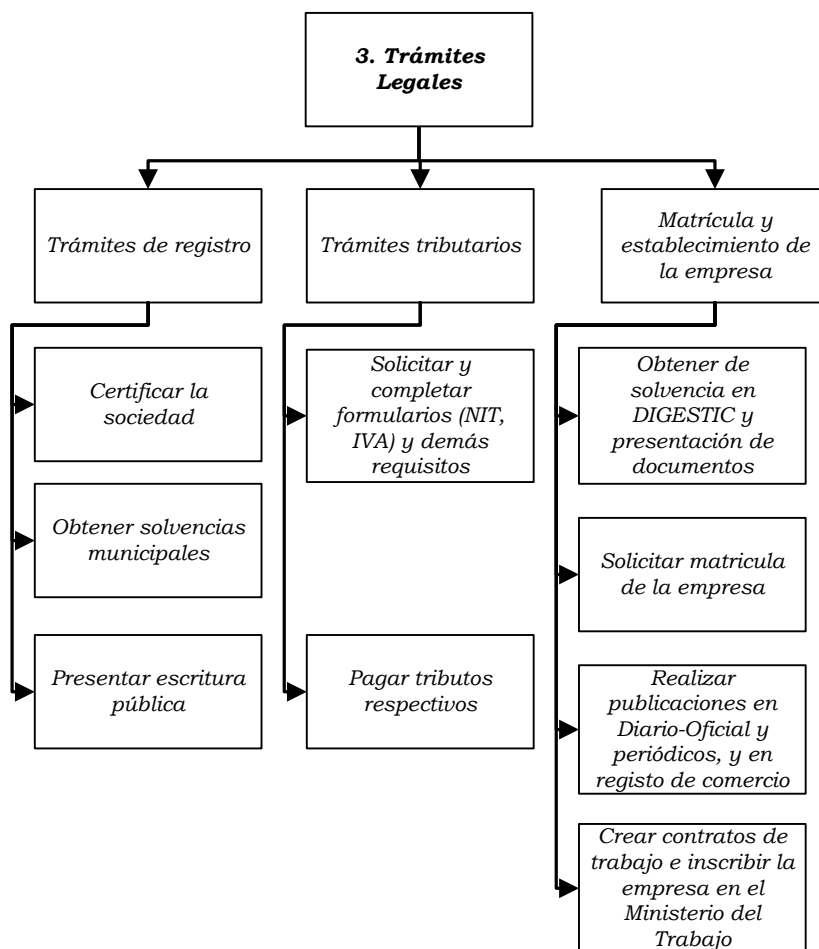 3. Trámites
Legales
Trámites de registro
Trámites tributarios
Matrícula y
establecimiento de
la empresa
Certificar la
sociedad
Obtener solvencias
municipales
Presentar escritura
pública
Solicitar y
completar
formularios (NIT,
IVA) y demás
requisitos
Pagar tributos
respectivos
Obtener de
solvencia en
DIGESTIC y
presentación de
documentos
Solicitar matricula
de la empresa
Realizar
publicaciones en
Diario-Oficial y
periódicos, y en
registo de comercio
Crear contratos de
trabajo e inscribir la
empresa en el
Ministerio del
Trabajo